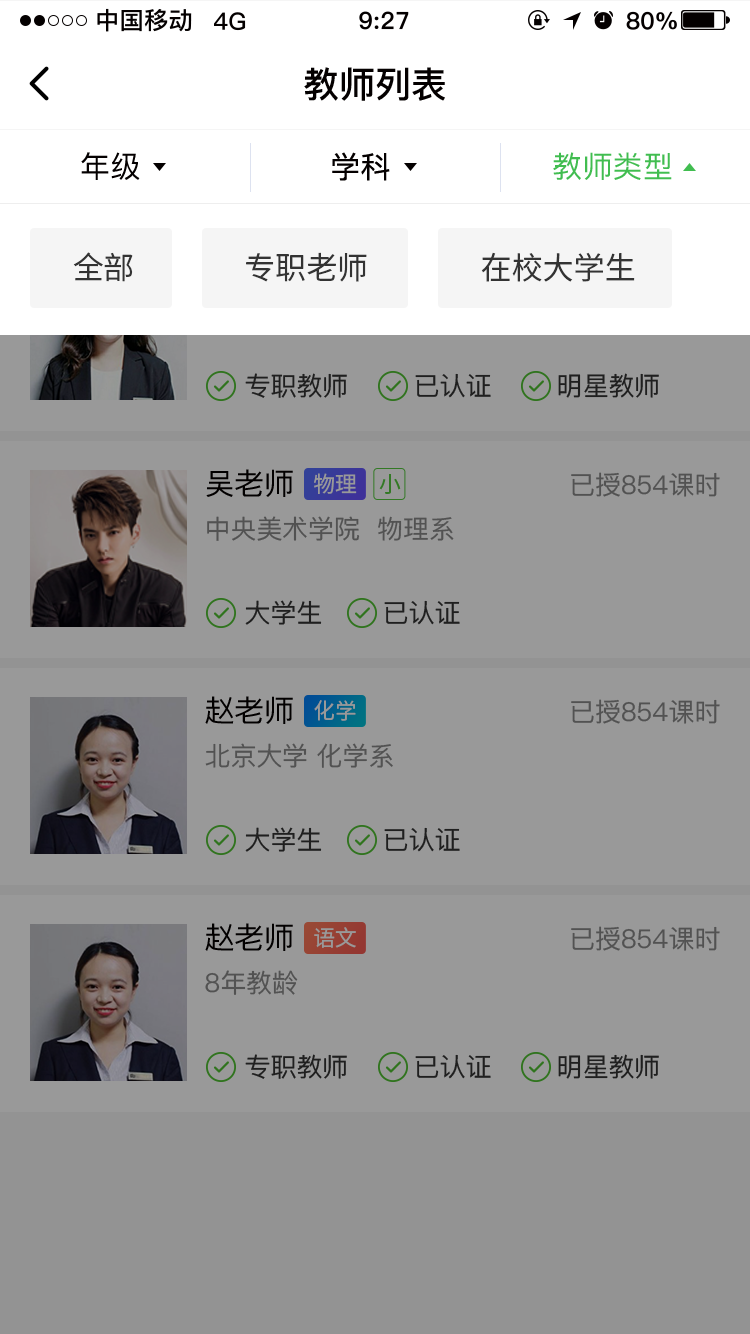 中国移动 4G 9:27 80%
教师列表
年级 学科 教师类型
全部 专职老师 在校大学生
专职教师 已认证 明星教师
吴老师 物理 小 已授854课时
中央美术学院 物理系
大学生 已认证
赵老师 化学 已授854课时
北京大学 化学系
大学生 已认证
赵老师 语文 已授854课时
8年教龄
专职教师 已认证 明星教师